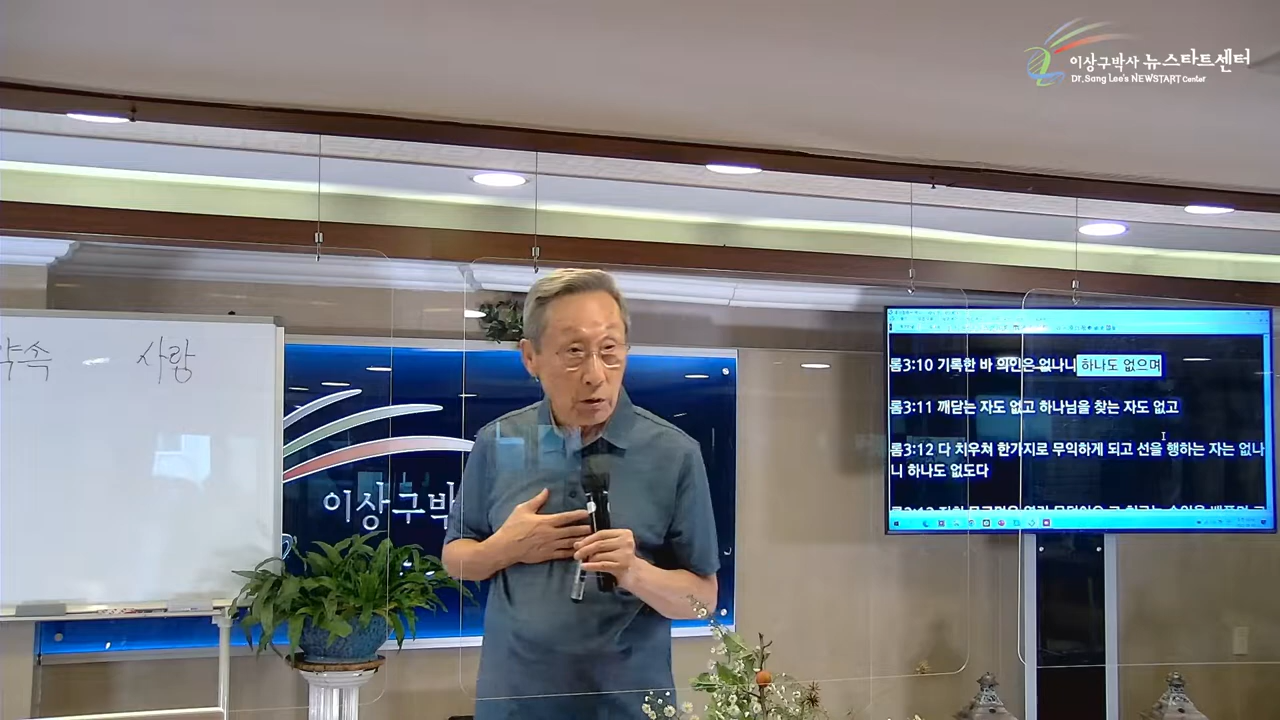 이상구박사 뉴스타트센터
Dr. Sang Lee's NEWSTART Center
약속 사랑
이상구박
롬3:10 기록한 바 의인은 없나니 하나도 없으며
롬3:11 깨닫는 자도 없고 하나님을 찾는 자도 없고
롬3:12 다 치우쳐 한가지로 무익하게 되고 선을 행하는 자는 없나
니 하나도 없도다